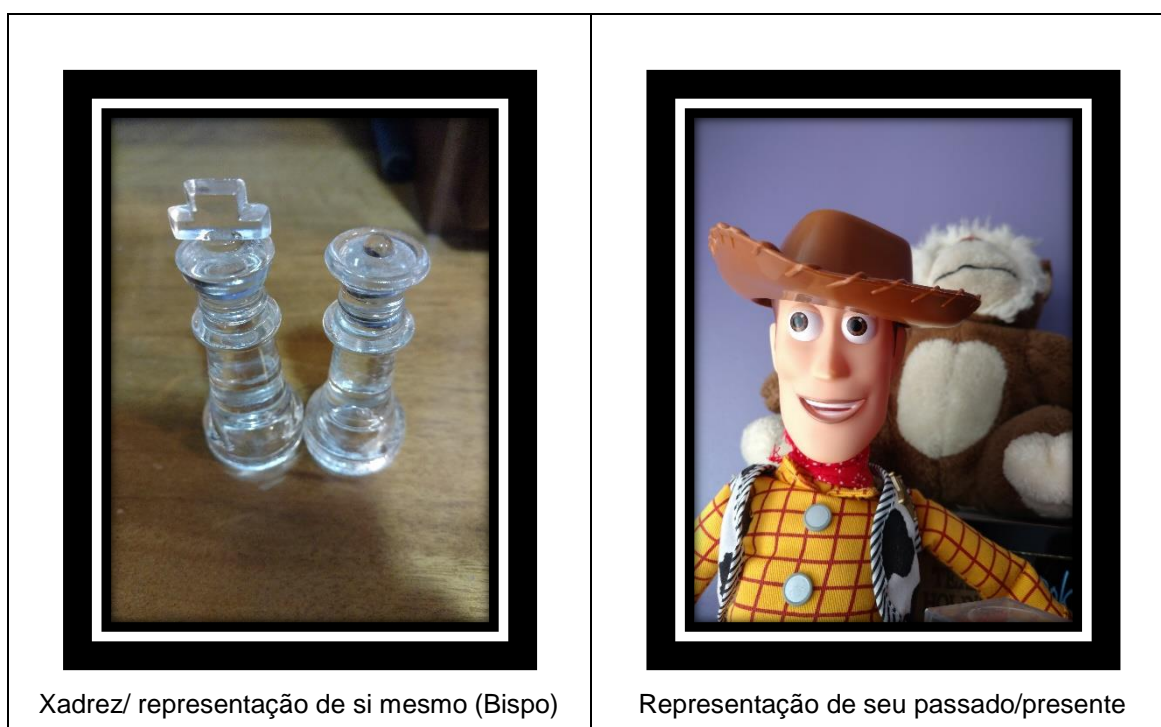 Xadrez/ representação de si mesmo (Bispo)
Representação de seu passado/presente